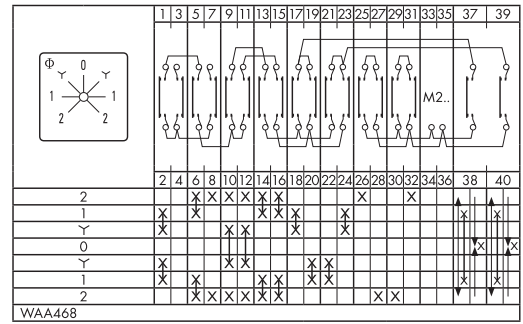 1 3 5 7 9 11 13 15 17 19 21 23 25 27 29 31 33 35 37 39
Φ 0
Y Y
1 1
2 2
M2..
2 4 6 8 10 12 14 16 18 20 22 24 26 28 30 32 34 36 38 40
2 X X X X X X X X
1 X X X X X X X X
Y X X X X X
0 X X
Y X X X X X
1 X X X X X X X X
2 X X X X X X X X
WAA468